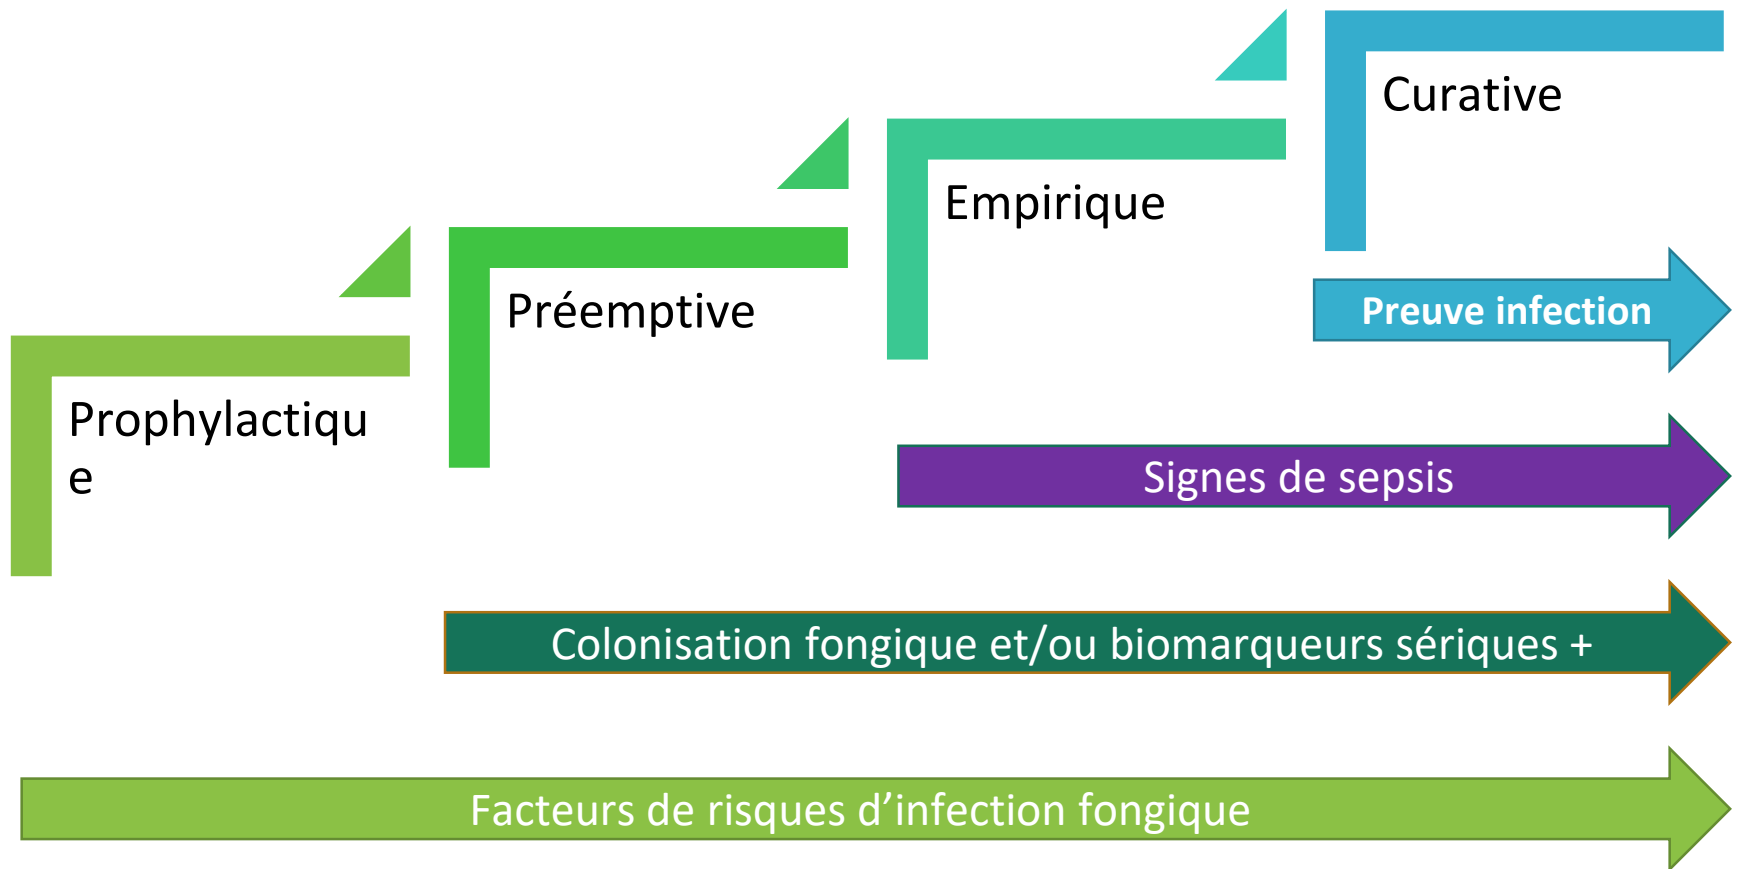 Curative
Empirique
Préemptive
Prophylactiqu
e
Preuve infection
Signes de sepsis
Colonisation fongique et/ou biomarqueurs sériques +
Facteurs de risques d’infection fongique